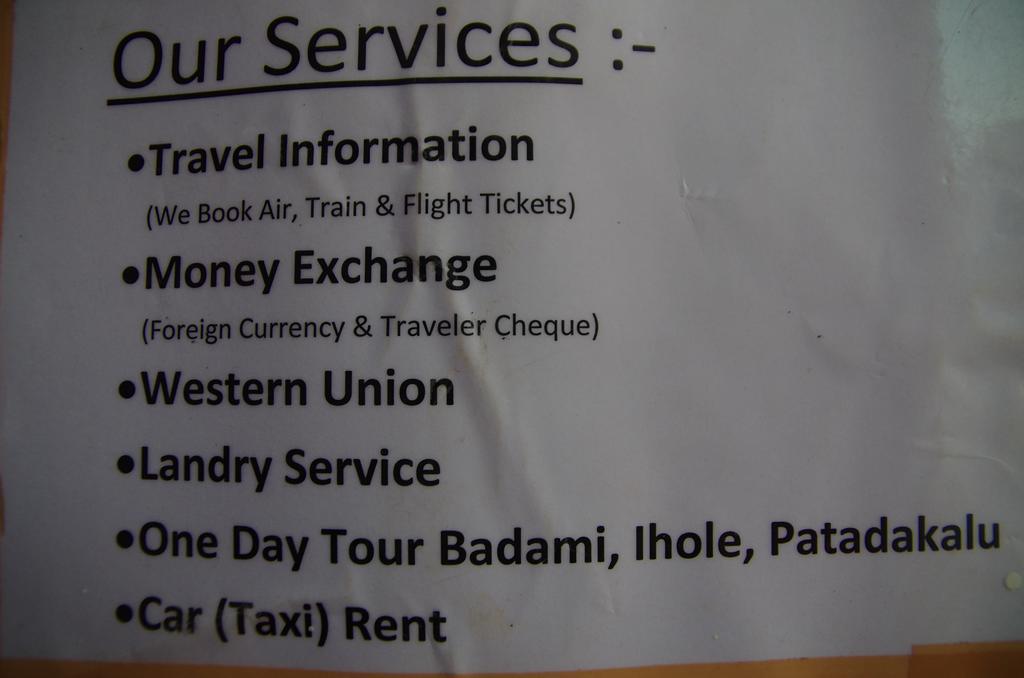 Our Services :-
•Travel Information
(We Book Air, Train & Flight Tickets)
•Money Exchange
(Foreign Currency & Traveler Cheque)
•Western Union
•Landry Service
•One Day Tour Badami, Ihole, Patadakalu
•Car (Taxi) Rent